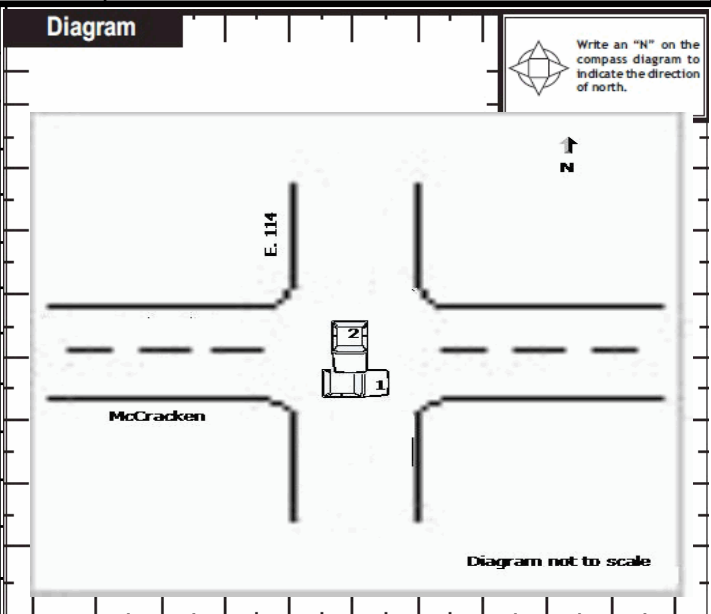 Diagram
Write an “N” on the
compass diagram to
indicate the direction
of north.
N
E. 114
2
1
McCracken
Diagram not to scale